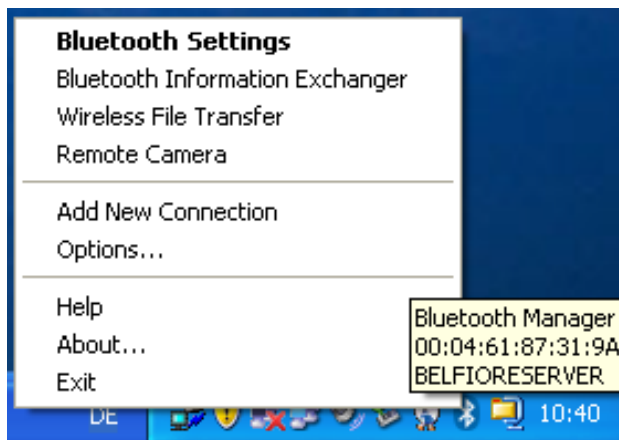 Bluetooth Settings
Bluetooth Information Exchanger
Wireless File Transfer
Remote Camera
Add New Connection
Options...
Help
About...
Exit
Bluetooth Manager
00:04:61:87:31:9A
BELFIORESERVER
DE
10:40